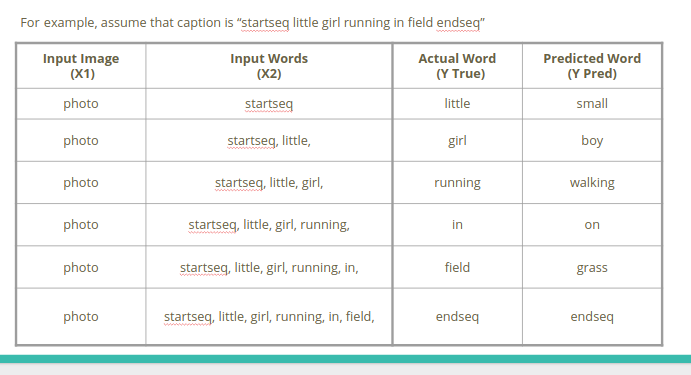 For example, assume that caption is “startseq little girl running in field endseq”
Input Image (X1) Input Words (X2) Actual Word (Y True) Predicted Word (Y Pred)
photo startseq little small
photo startseq, little, girl boy
photo startseq, little, girl, running walking
photo startseq, little, girl, running, in on
photo startseq, little, girl, running, in, field grass
photo startseq, little, girl, running, in, field, endseq endseq